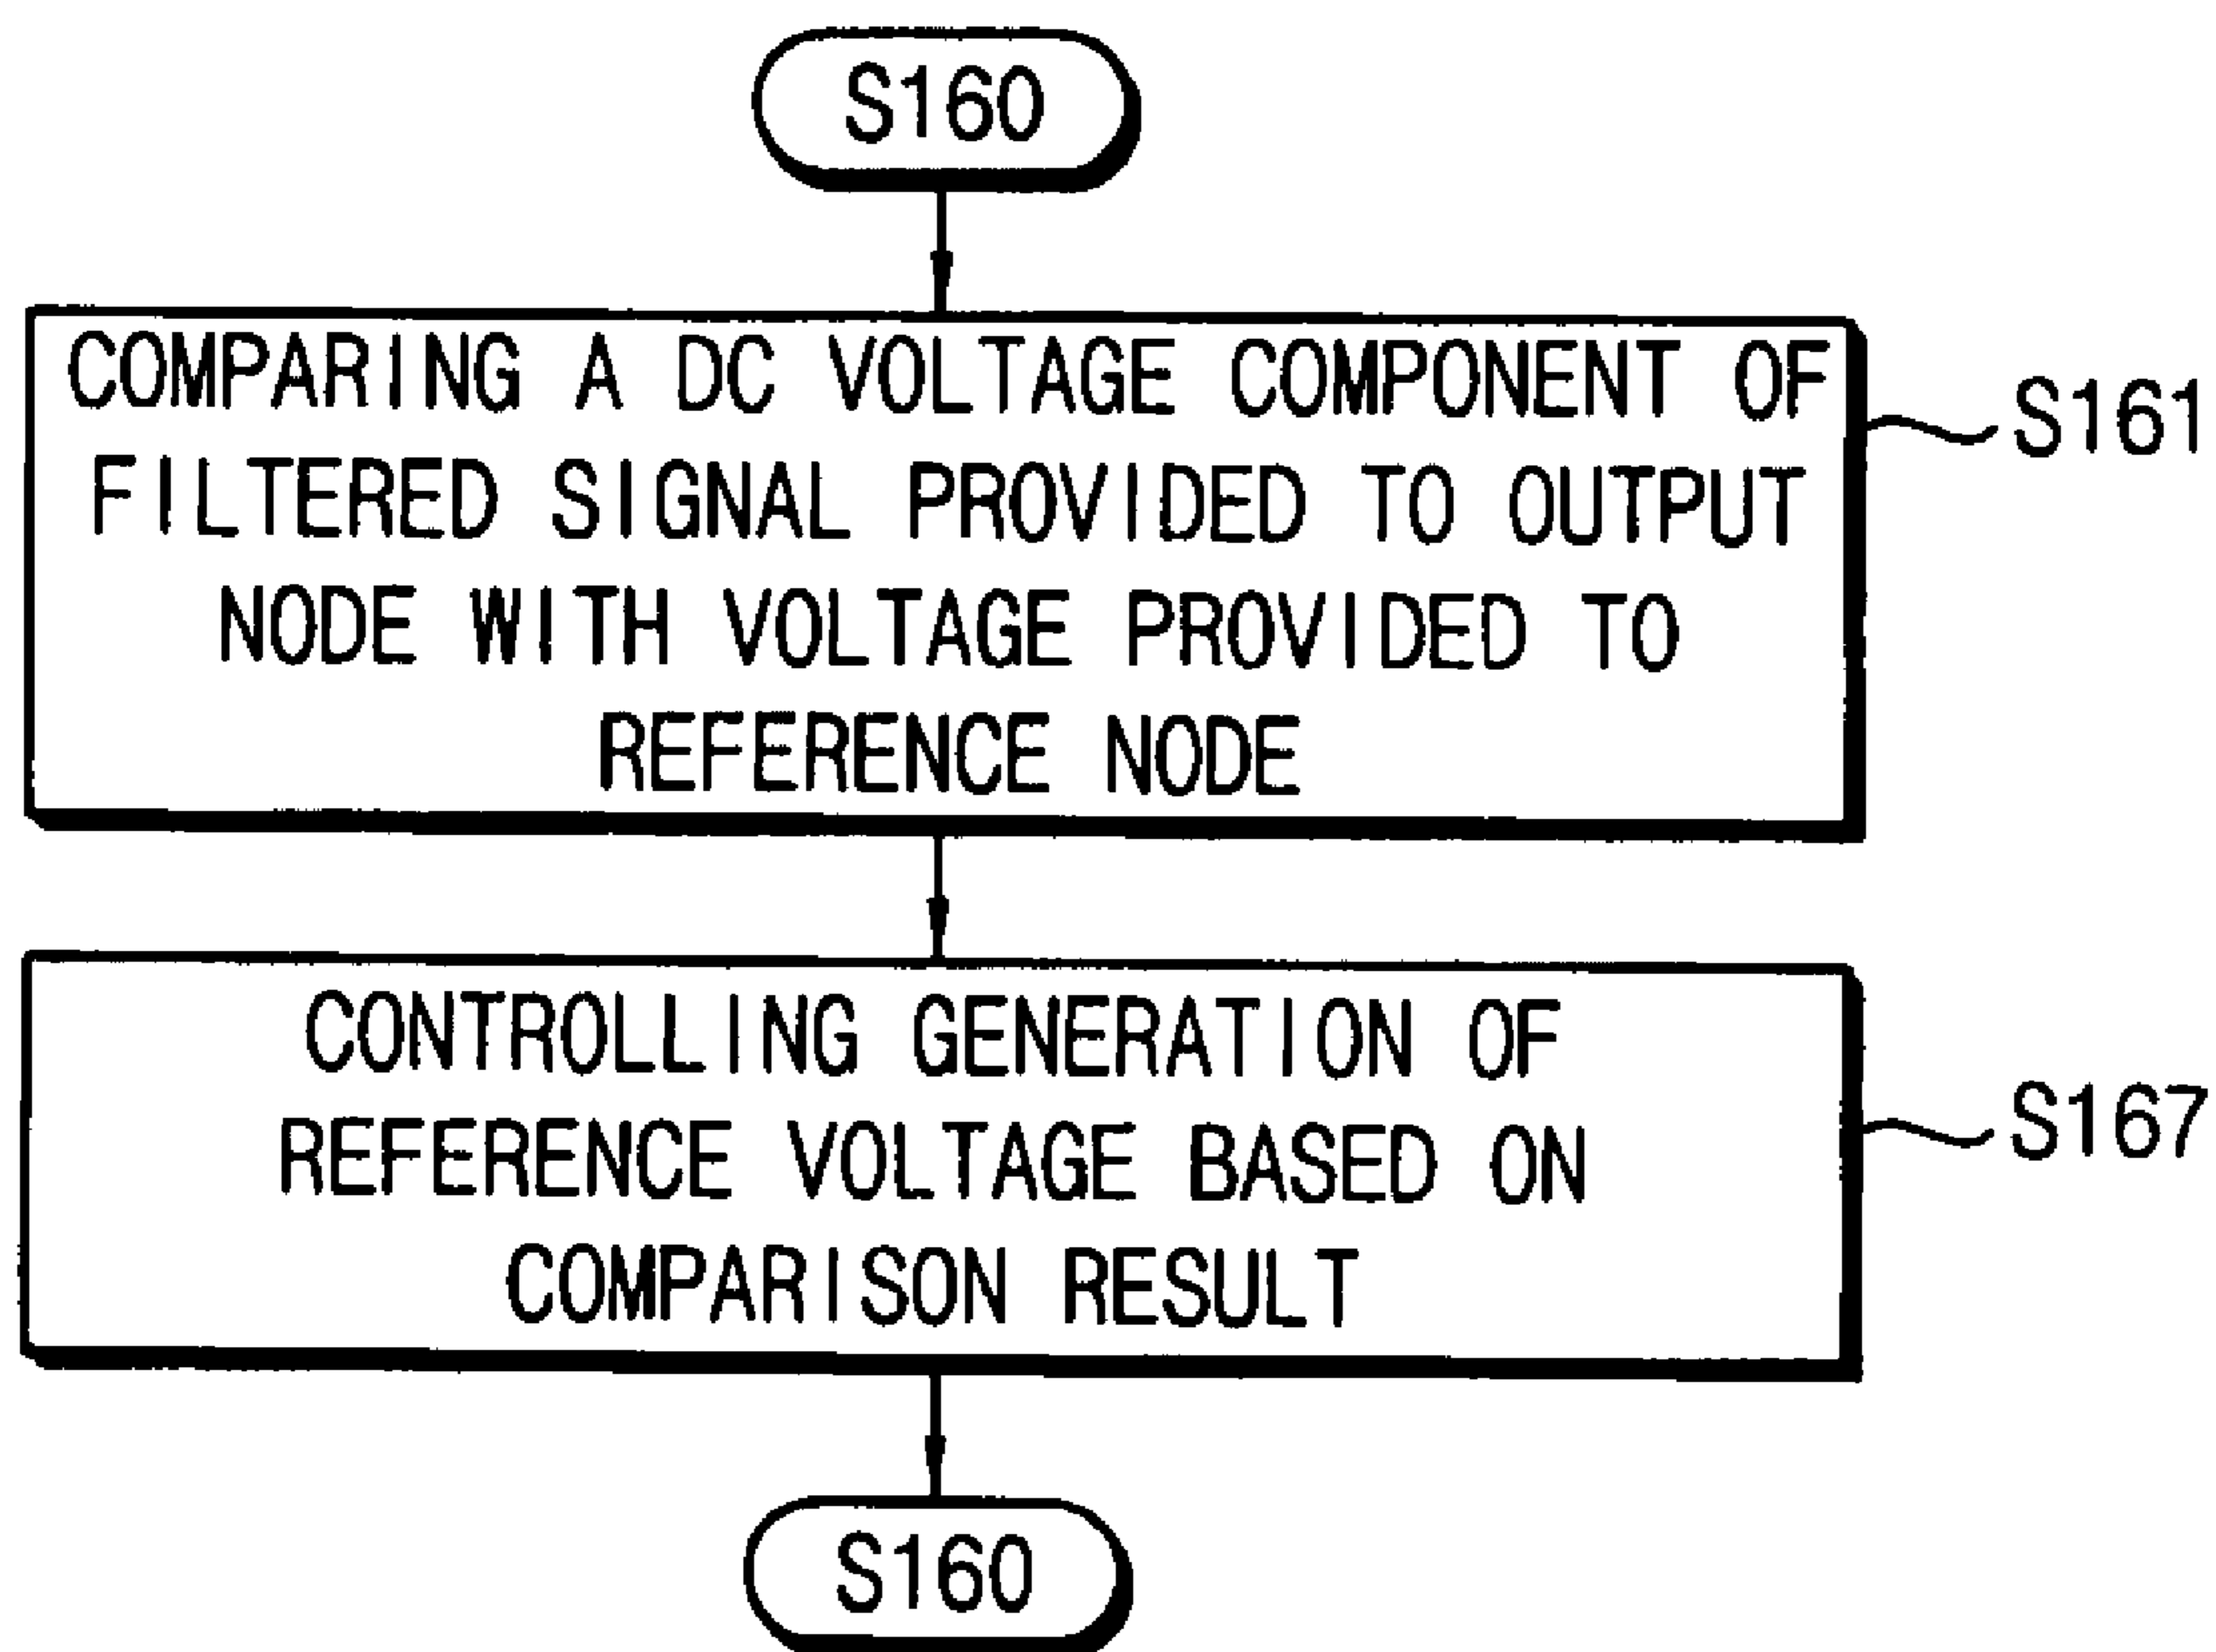 S160
COMPARING A DC VOLTAGE COMPONENT OF
FILTERED SIGNAL PROVIDED TO OUTPUT
NODE WITH VOLTAGE PROVIDED TO
REFERENCE NODE
S161
CONTROLLING GENERATION OF
REFERENCE VOLTAGE BASED ON
COMPARISON RESULT
S167
S160